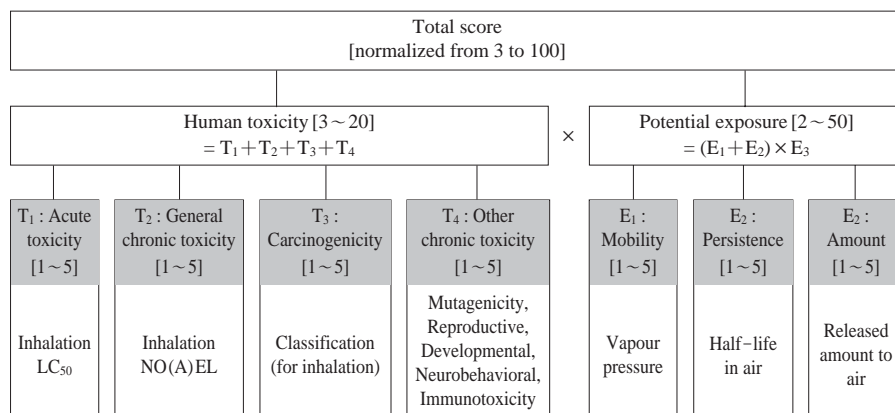 Total score
[normalized from 3 to 100]
Human toxicity [3~20]
= T₁+T₂+T₃+T₄
×
Potential exposure [2~50]
= (E₁+E₂)×E₃
T₁ : Acute
toxicity
[1~5]
Inhalation
LC₅₀
T₂ : General
chronic toxicity
[1~5]
Inhalation
NO(A)EL
T₃ :
Carcinogenicity
[1~5]
Classification
(for inhalation)
T₄ : Other
chronic toxicity
[1~5]
Mutagenicity,
Reproductive,
Developmental,
Neurobehavioral,
Immunotoxicity
E₁ :
Mobility
[1~5]
Vapour
pressure
E₂ :
Persistence
[1~5]
Half-life
in air
E₂ :
Amount
[1~5]
Released
amount to
air